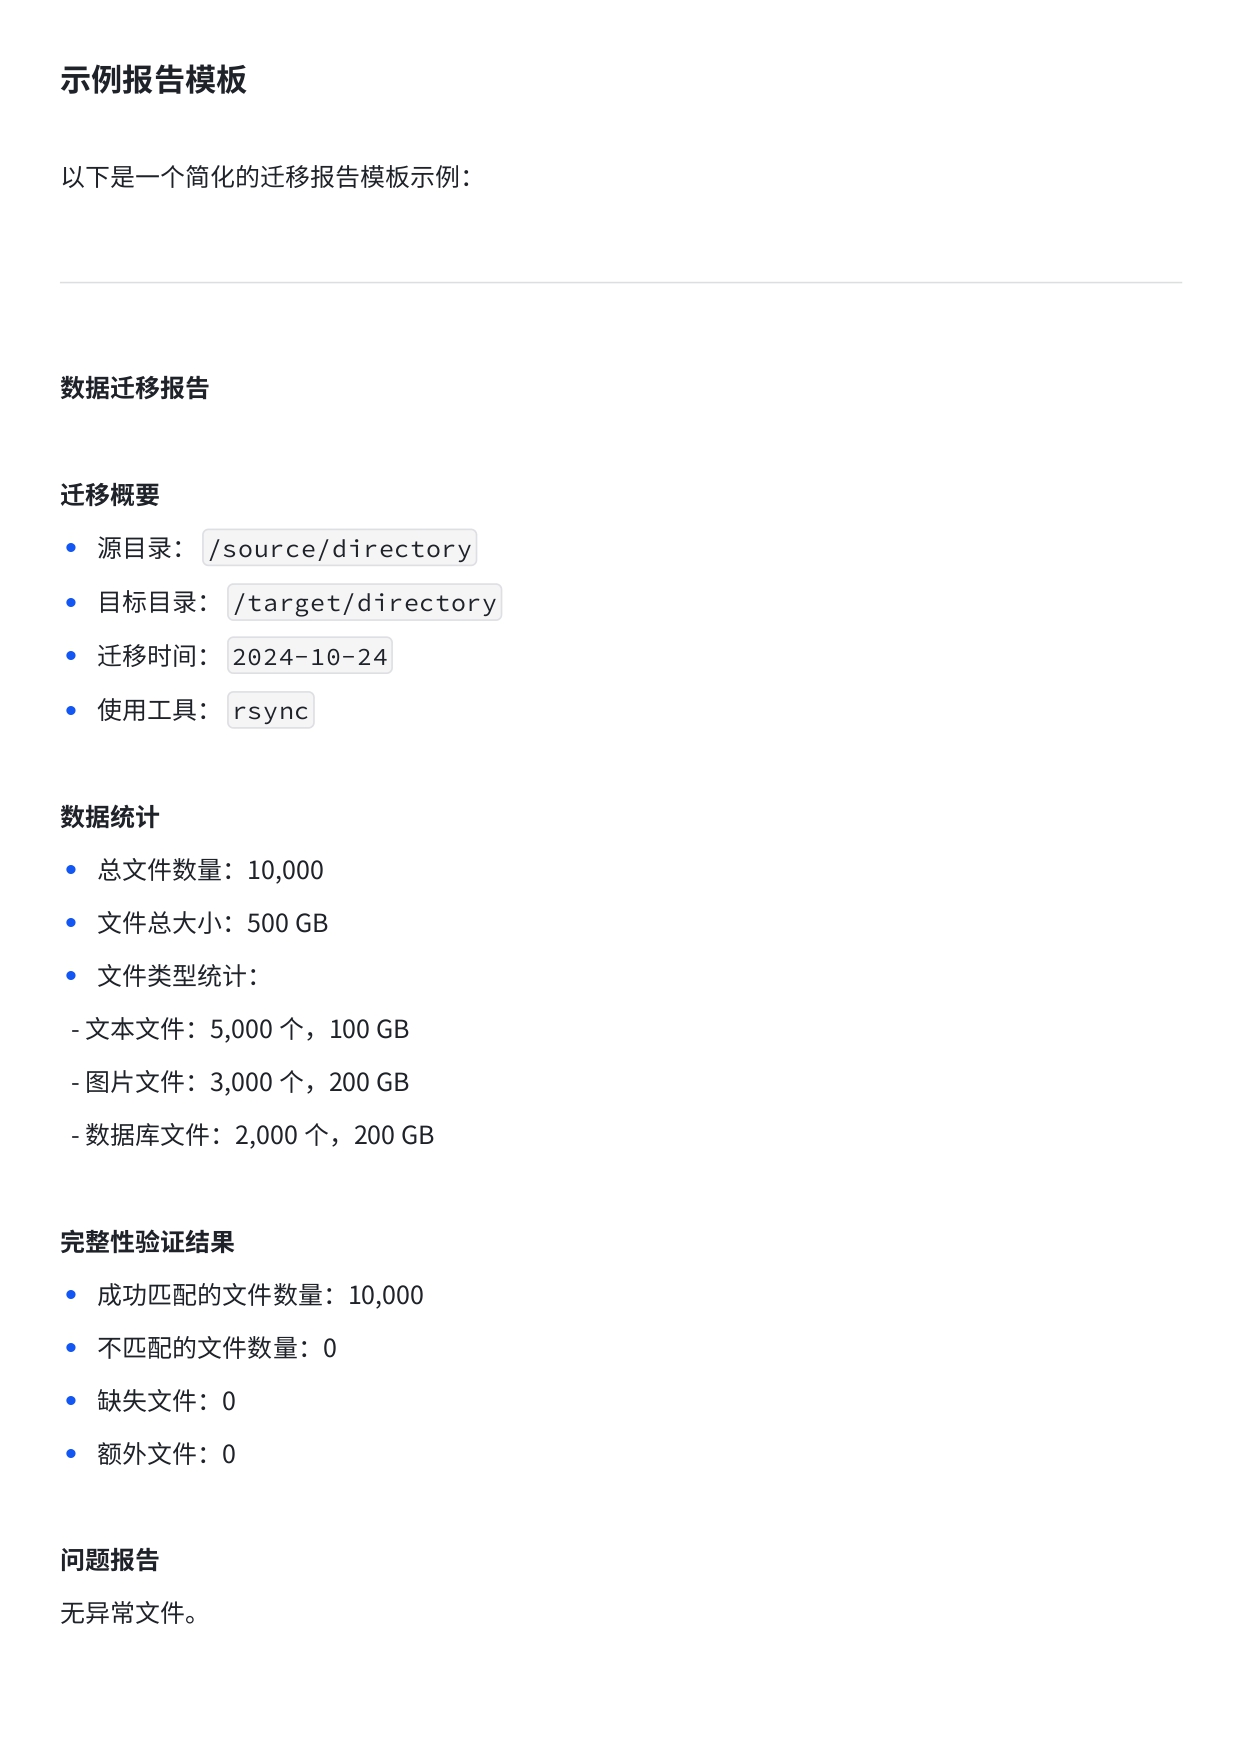 示例报告模板
以下是一个简化的迁移报告模板示例：
数据迁移报告
迁移概要
• 源目录： /source/directory
• 目标目录： /target/directory
• 迁移时间： 2024-10-24
• 使用工具： rsync
数据统计
• 总文件数量：10,000
• 文件总大小：500 GB
• 文件类型统计：
- 文本文件：5,000 个，100 GB
- 图片文件：3,000 个，200 GB
- 数据库文件：2,000 个，200 GB
完整性验证结果
• 成功匹配的文件数量：10,000
• 不匹配的文件数量：0
• 缺失文件：0
• 额外文件：0
问题报告
无异常文件。